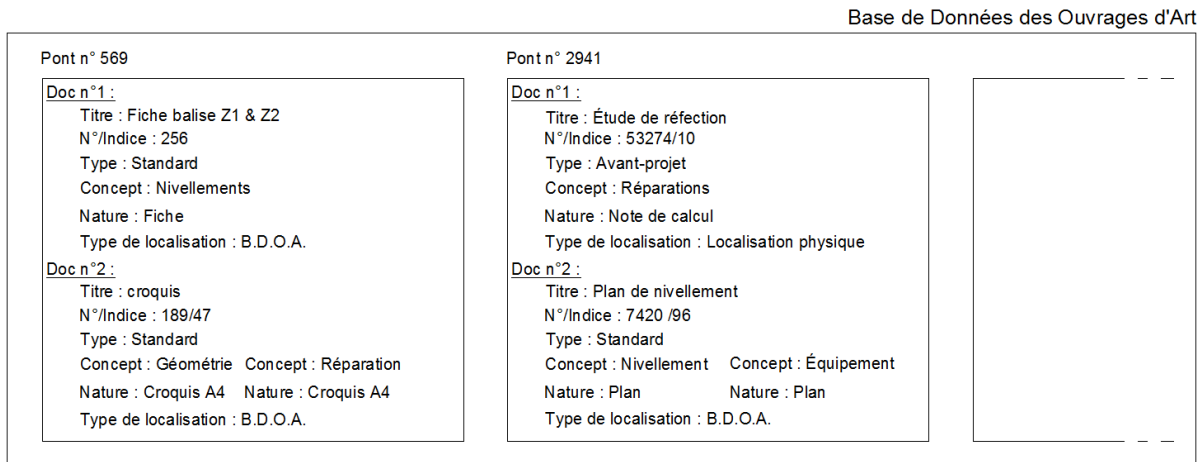 Base de Données des Ouvrages d'Art
Pont n° 569
Doc n°1 :
Titre : Fiche balise Z1 & Z2
N°/Indice : 256
Type : Standard
Concept : Nivellements
Nature : Fiche
Type de localisation : B.D.O.A.
Doc n°2 :
Titre : croquis
N°/Indice : 189/47
Type : Standard
Concept : Géométrie Concept : Réparation
Nature : Croquis A4 Nature : Croquis A4
Type de localisation : B.D.O.A.
Pont n° 2941
Doc n°1 :
Titre : Étude de réfection
N°/Indice : 53274/10
Type : Avant-projet
Concept : Réparations
Nature : Note de calcul
Type de localisation : Localisation physique
Doc n°2 :
Titre : Plan de nivellement
N°/Indice : 7420 /96
Type : Standard
Concept : Nivellement Concept : Équipement
Nature : Plan Nature : Plan
Type de localisation : B.D.O.A.